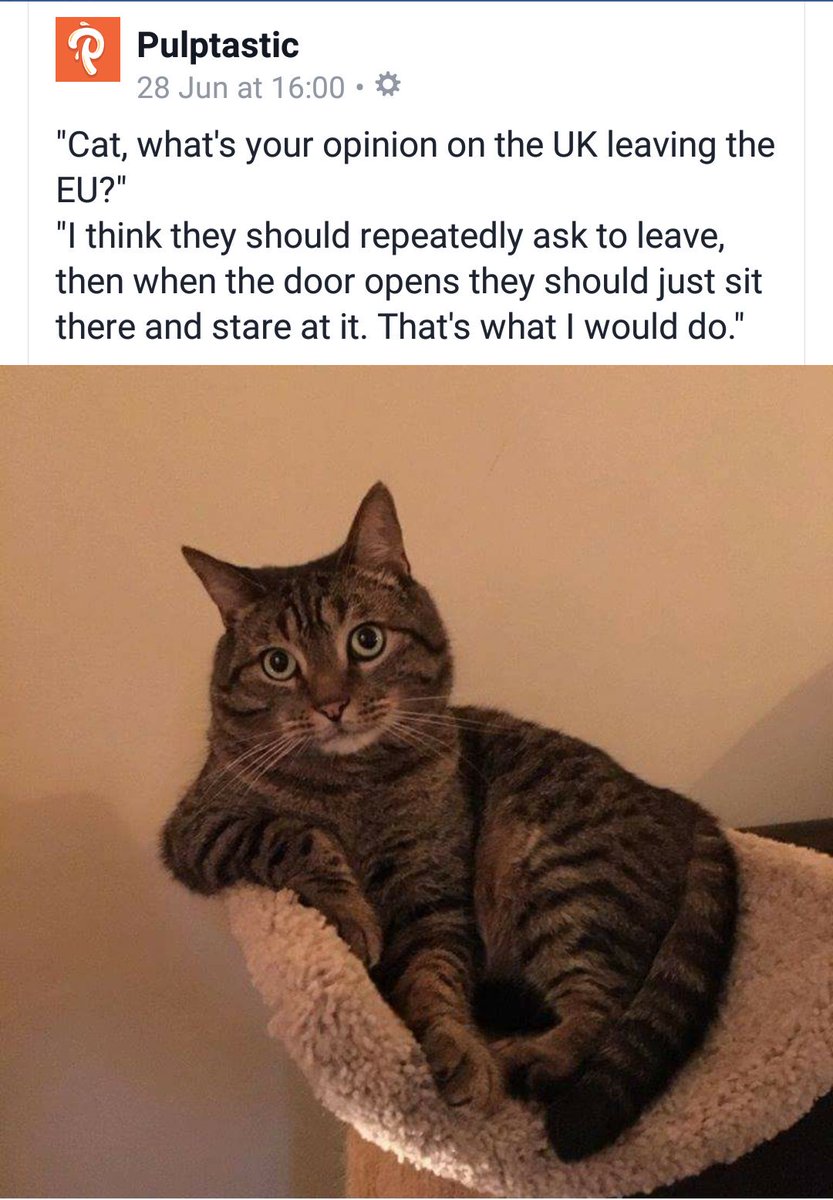 Pulptastic
28 Jun at 16:00 •
"Cat, what's your opinion on the UK leaving the
EU?"
"I think they should repeatedly ask to leave,
then when the door opens they should just sit
there and stare at it. That's what I would do."